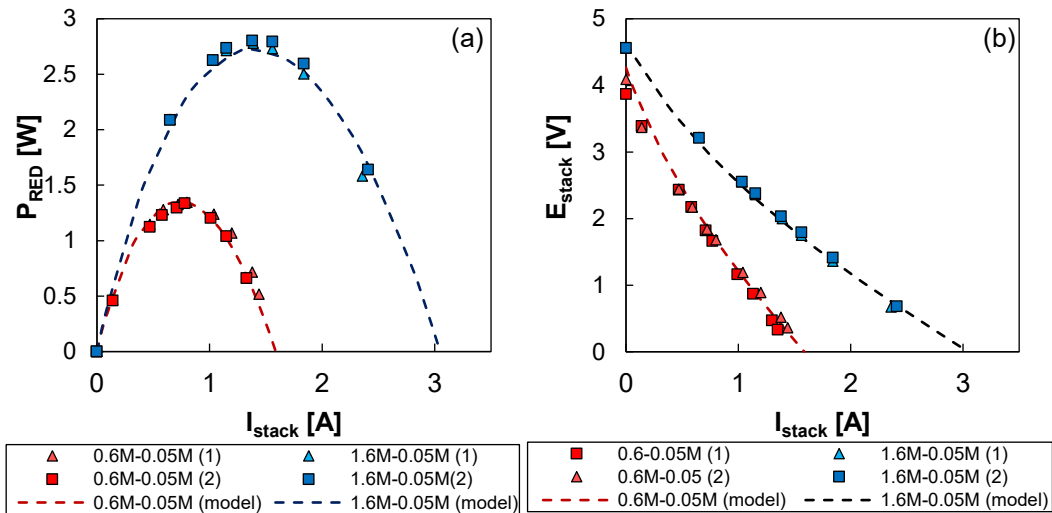 (a)
P_RED [W]
3
2.5
2
1.5
1
0.5
0
0 1 2 3
I_stack [A]
0.6M-0.05M (1) 1.6M-0.05M (1)
0.6M-0.05M (2) 1.6M-0.05M(2)
0.6M-0.05M (model) 1.6M-0.05M (model)
(b)
E_stack [V]
5
4
3
2
1
0
0 1 2 3
I_stack [A]
0.6-0.05M (1) 1.6M-0.05M (1)
0.6M-0.05 (2) 1.6M-0.05M (2)
0.6M-0.05M (model) 1.6M-0.05M (model)